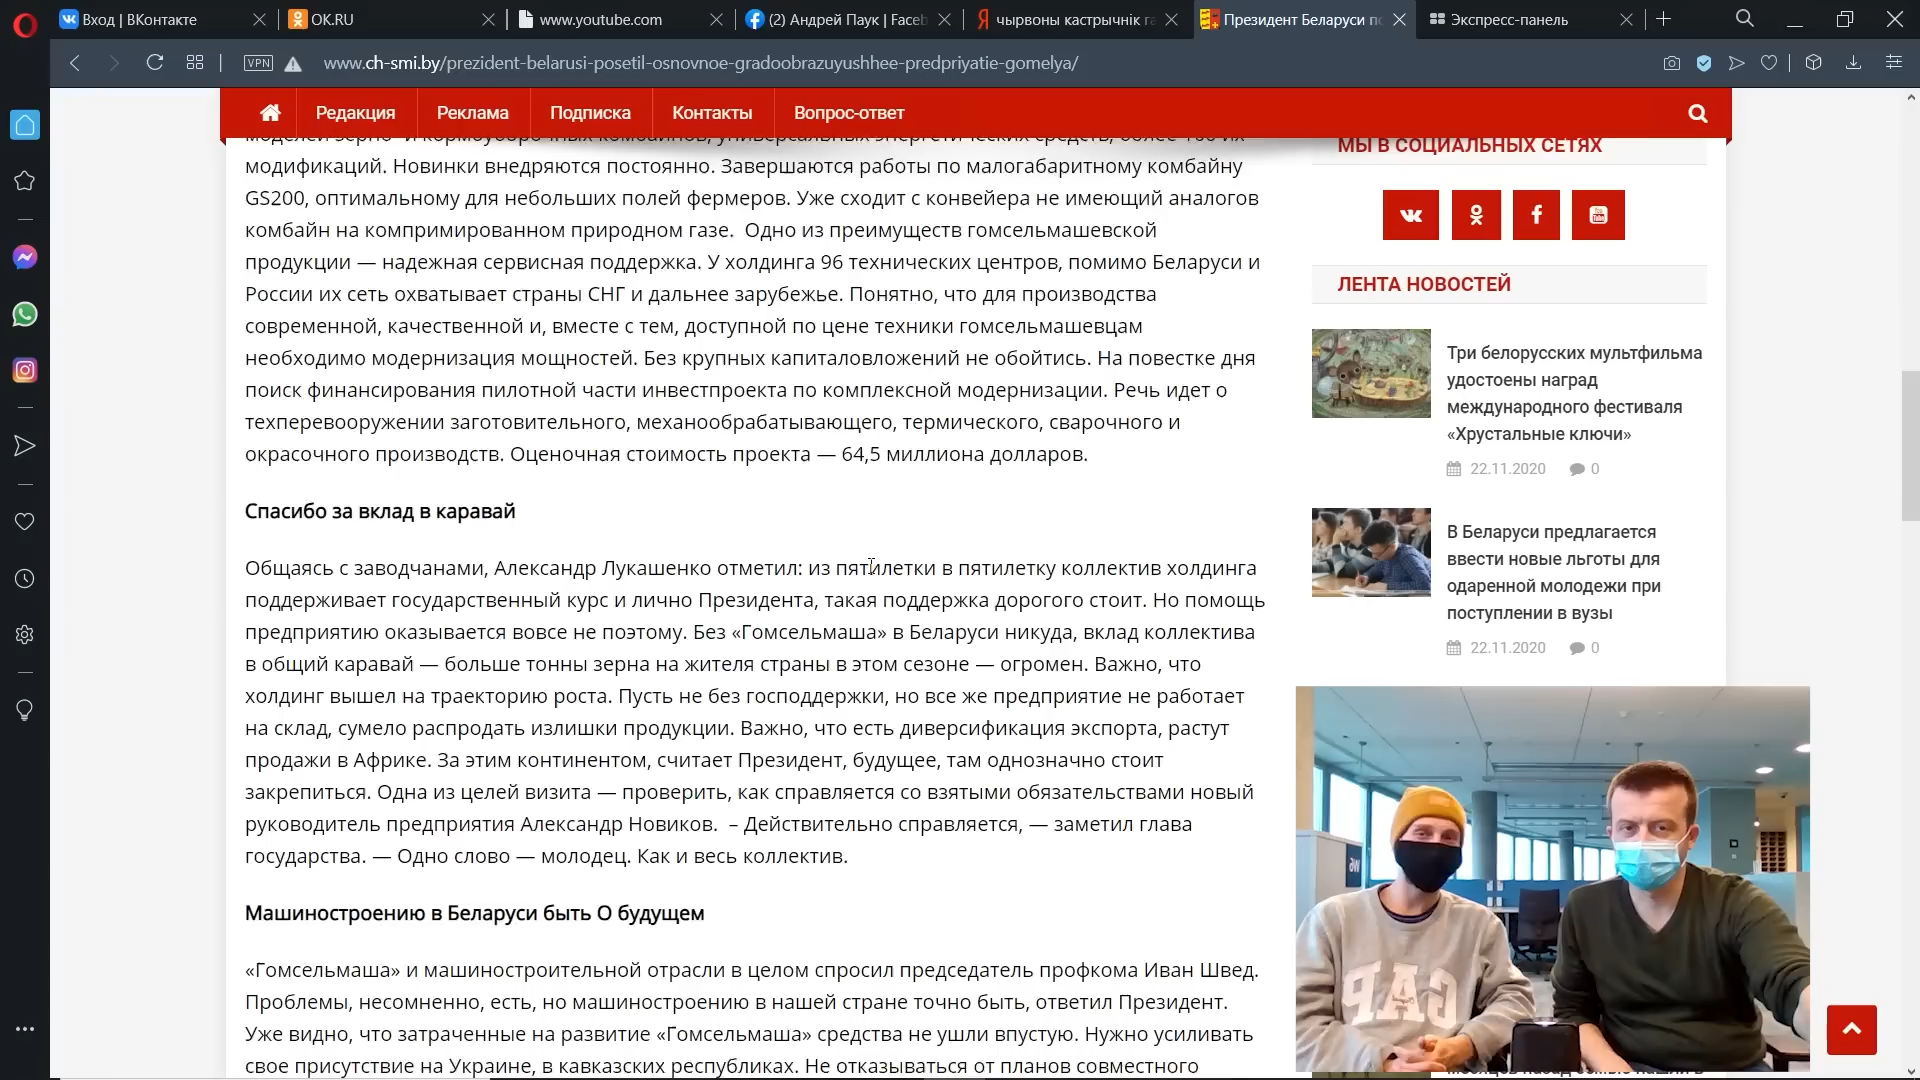 Вход | ВКонтакте
OK.RU
www.youtube.com
(2) Андрей Паук | Faceb
чырвоны кастрычнік га
Президент Беларуси по
Экспресс-панель
VPN
www.ch-smi.by/prezident-belarusi-posetil-osnovnoe-gradoobrazuyushhee-predpriyatie-gomelya/
Редакция
Реклама
Подписка
Контакты
Вопрос-ответ
моделей зерно- и кормоуборочных комбайнов, универсальных энергетических средств, более 100 их
модификаций. Новинки внедряются постоянно. Завершаются работы по малогабаритному комбайну
GS200, оптимальному для небольших полей фермеров. Уже сходит с конвейера не имеющий аналогов
комбайн на компримированном природном газе.  Одно из преимуществ гомсельмашевской
продукции — надежная сервисная поддержка. У холдинга 96 технических центров, помимо Беларуси и
России их сеть охватывает страны СНГ и дальнее зарубежье. Понятно, что для производства
современной, качественной и, вместе с тем, доступной по цене техники гомсельмашевцам
необходимо модернизация мощностей. Без крупных капиталовложений не обойтись. На повестке дня
поиск финансирования пилотной части инвестпроекта по комплексной модернизации. Речь идет о
техперевооружении заготовительного, механообрабатывающего, термического, сварочного и
окрасочного производств. Оценочная стоимость проекта — 64,5 миллиона долларов.
Спасибо за вклад в каравай
Общаясь с заводчанами, Александр Лукашенко отметил: из пятилетки в пятилетку коллектив холдинга
поддерживает государственный курс и лично Президента, такая поддержка дорогого стоит. Но помощь
предприятию оказывается вовсе не поэтому. Без «Гомсельмаша» в Беларуси никуда, вклад коллектива
в общий каравай — больше тонны зерна на жителя страны в этом сезоне — огромен. Важно, что
холдинг вышел на траекторию роста. Пусть не без господдержки, но все же предприятие не работает
на склад, сумело распродать излишки продукции. Важно, что есть диверсификация экспорта, растут
продажи в Африке. За этим континентом, считает Президент, будущее, там однозначно стоит
закрепиться. Одна из целей визита — проверить, как справляется со взятыми обязательствами новый
руководитель предприятия Александр Новиков.  – Действительно справляется, — заметил глава
государства. — Одно слово — молодец. Как и весь коллектив.
Машиностроению в Беларуси быть О будущем
«Гомсельмаша» и машиностроительной отрасли в целом спросил председатель профкома Иван Швед.
Проблемы, несомненно, есть, но машиностроению в нашей стране точно быть, ответил Президент.
Уже видно, что затраченные на развитие «Гомсельмаша» средства не ушли впустую. Нужно усиливать
свое присутствие на Украине, в кавказских республиках. Не отказываться от планов совместного
МЫ В СОЦИАЛЬНЫХ СЕТЯХ
ЛЕНТА НОВОСТЕЙ
Три белорусских мультфильма
удостоены наград
международного фестиваля
«Хрустальные ключи»
22.11.2020 0
В Беларуси предлагается
ввести новые льготы для
одаренной молодежи при
поступлении в вузы
22.11.2020 0
GAP